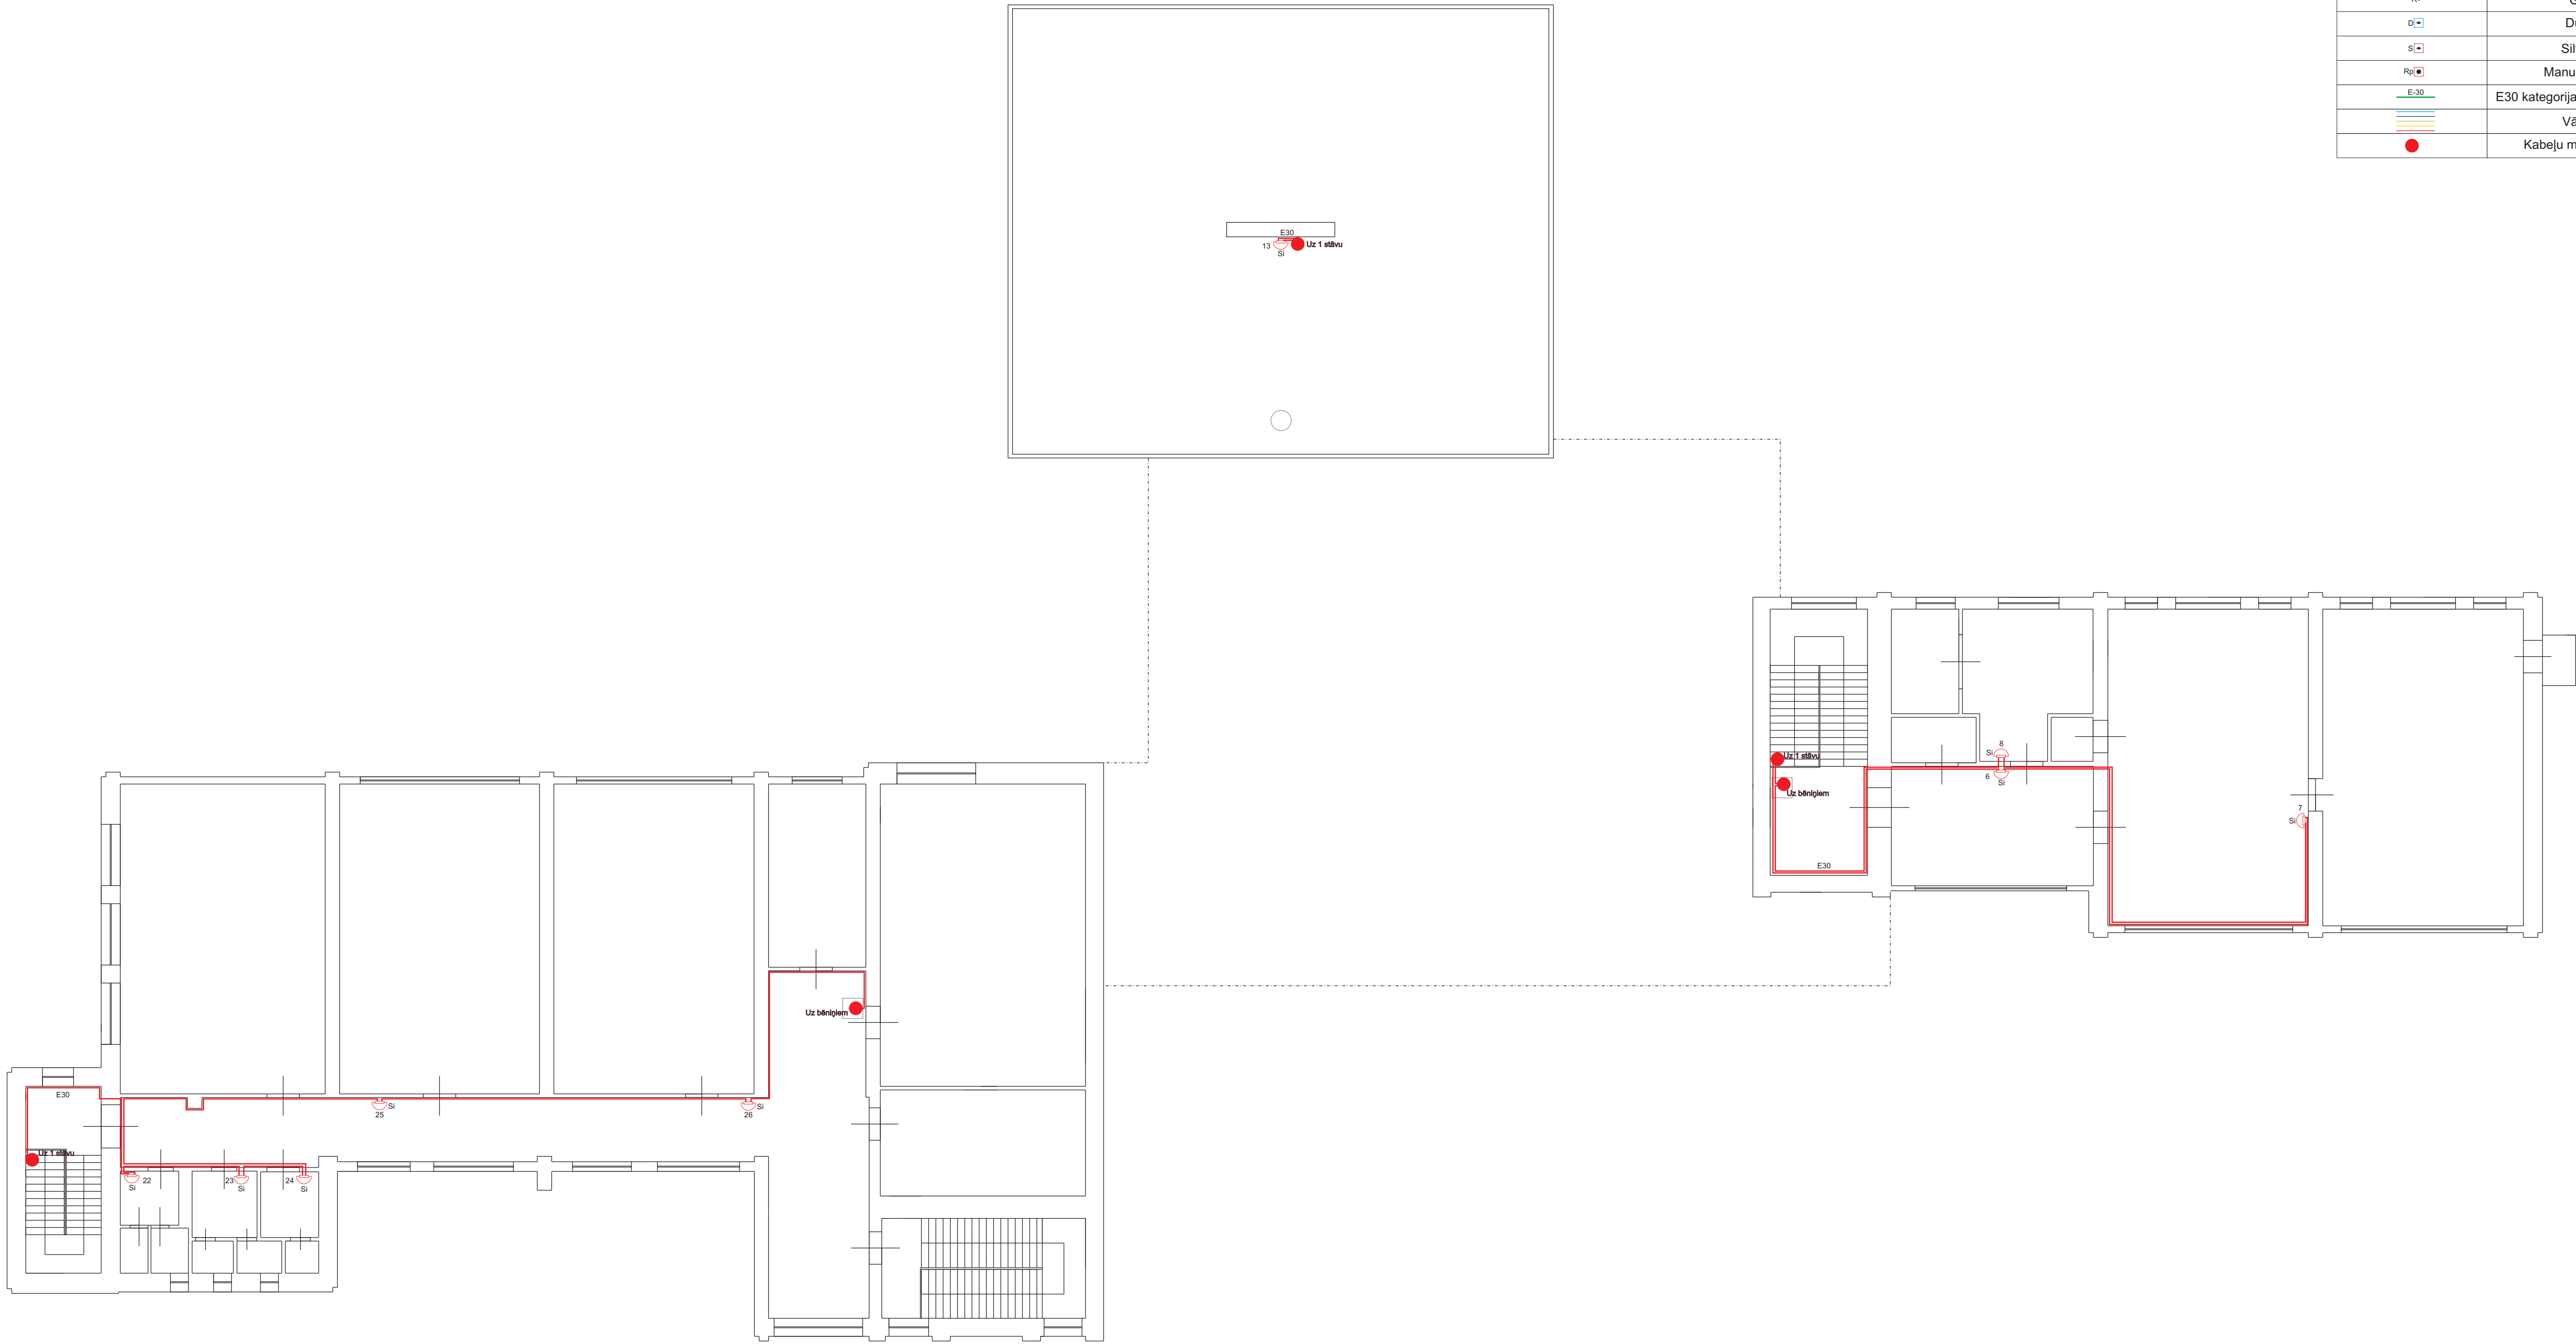 D
S
Rp
Manu
E-30
E30 kategorija
Kabeļu m
E30
13
Uz 1 stāvu
Si
8
Si
Uz 1 stāvu
6
Si
Uz bēniņiem
7
Si
E30
Uz bēniņiem
E30
25
Si
26
Si
Uz 1 stāvu
22
Si
23
Si
24
Si